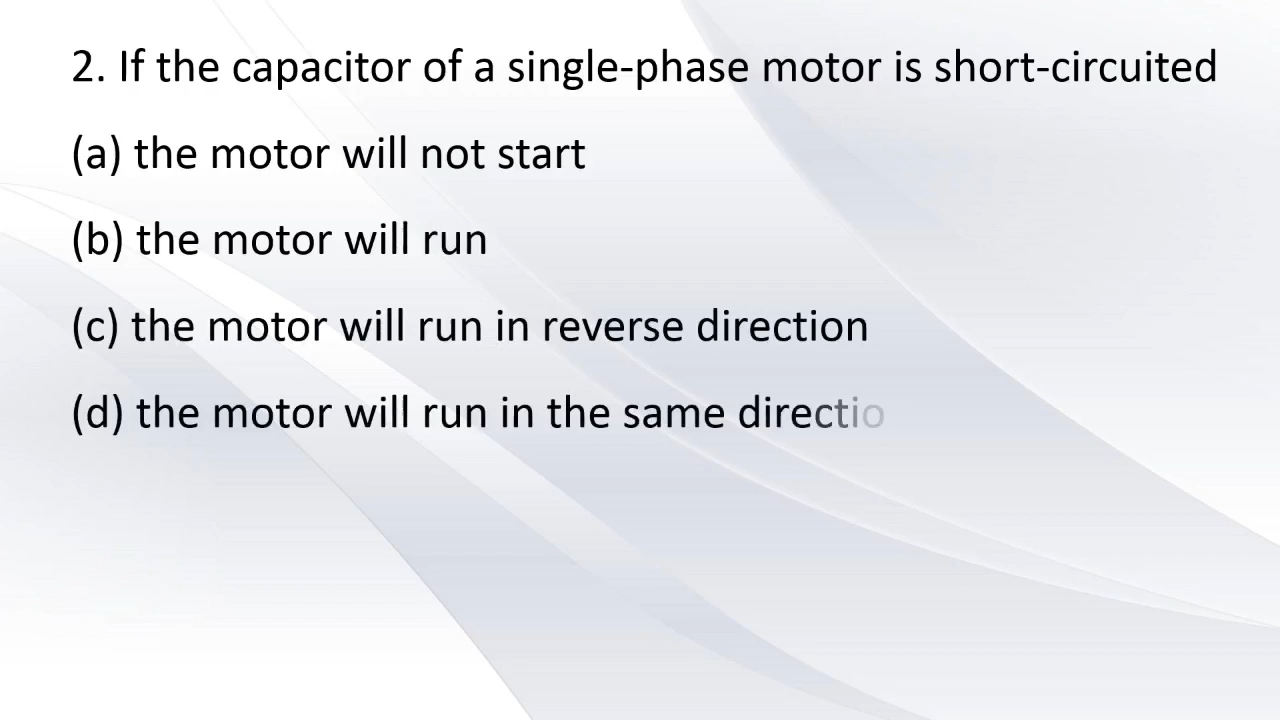 2. If the capacitor of a single-phase motor is short-circuited
(a) the motor will not start
(b) the motor will run
(c) the motor will run in reverse direction
(d) the motor will run in the same directio